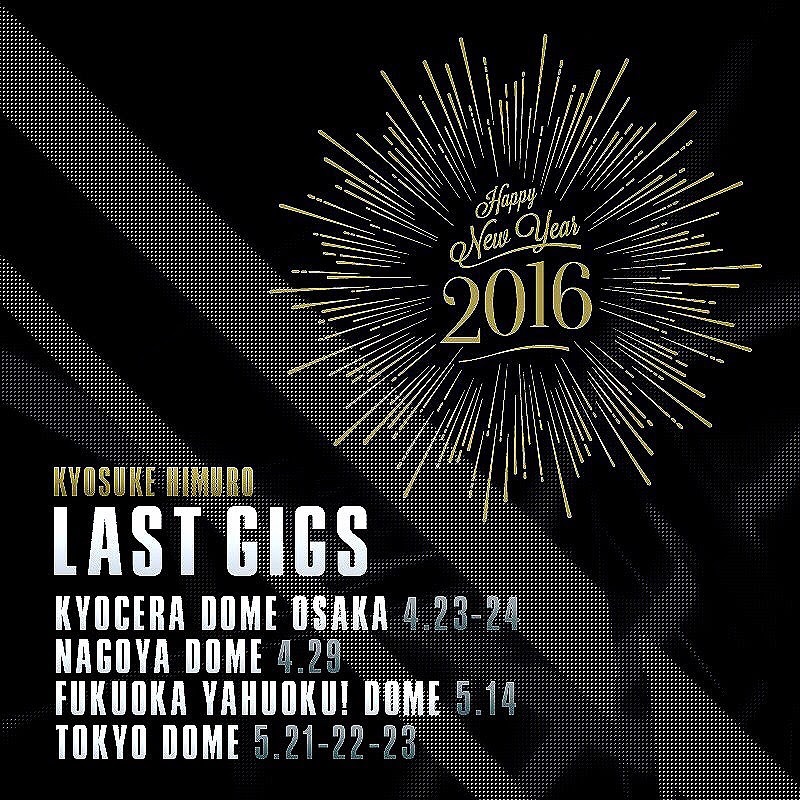 Happy
New Year
2016
KYOSUKE HIMURO
LAST GIGS
KYOCERA DOME OSAKA 4.23-24
NAGOYA DOME 4.29
FUKUOKA YAHUOKU! DOME 5.14
TOKYO DOME 5.21-22-23